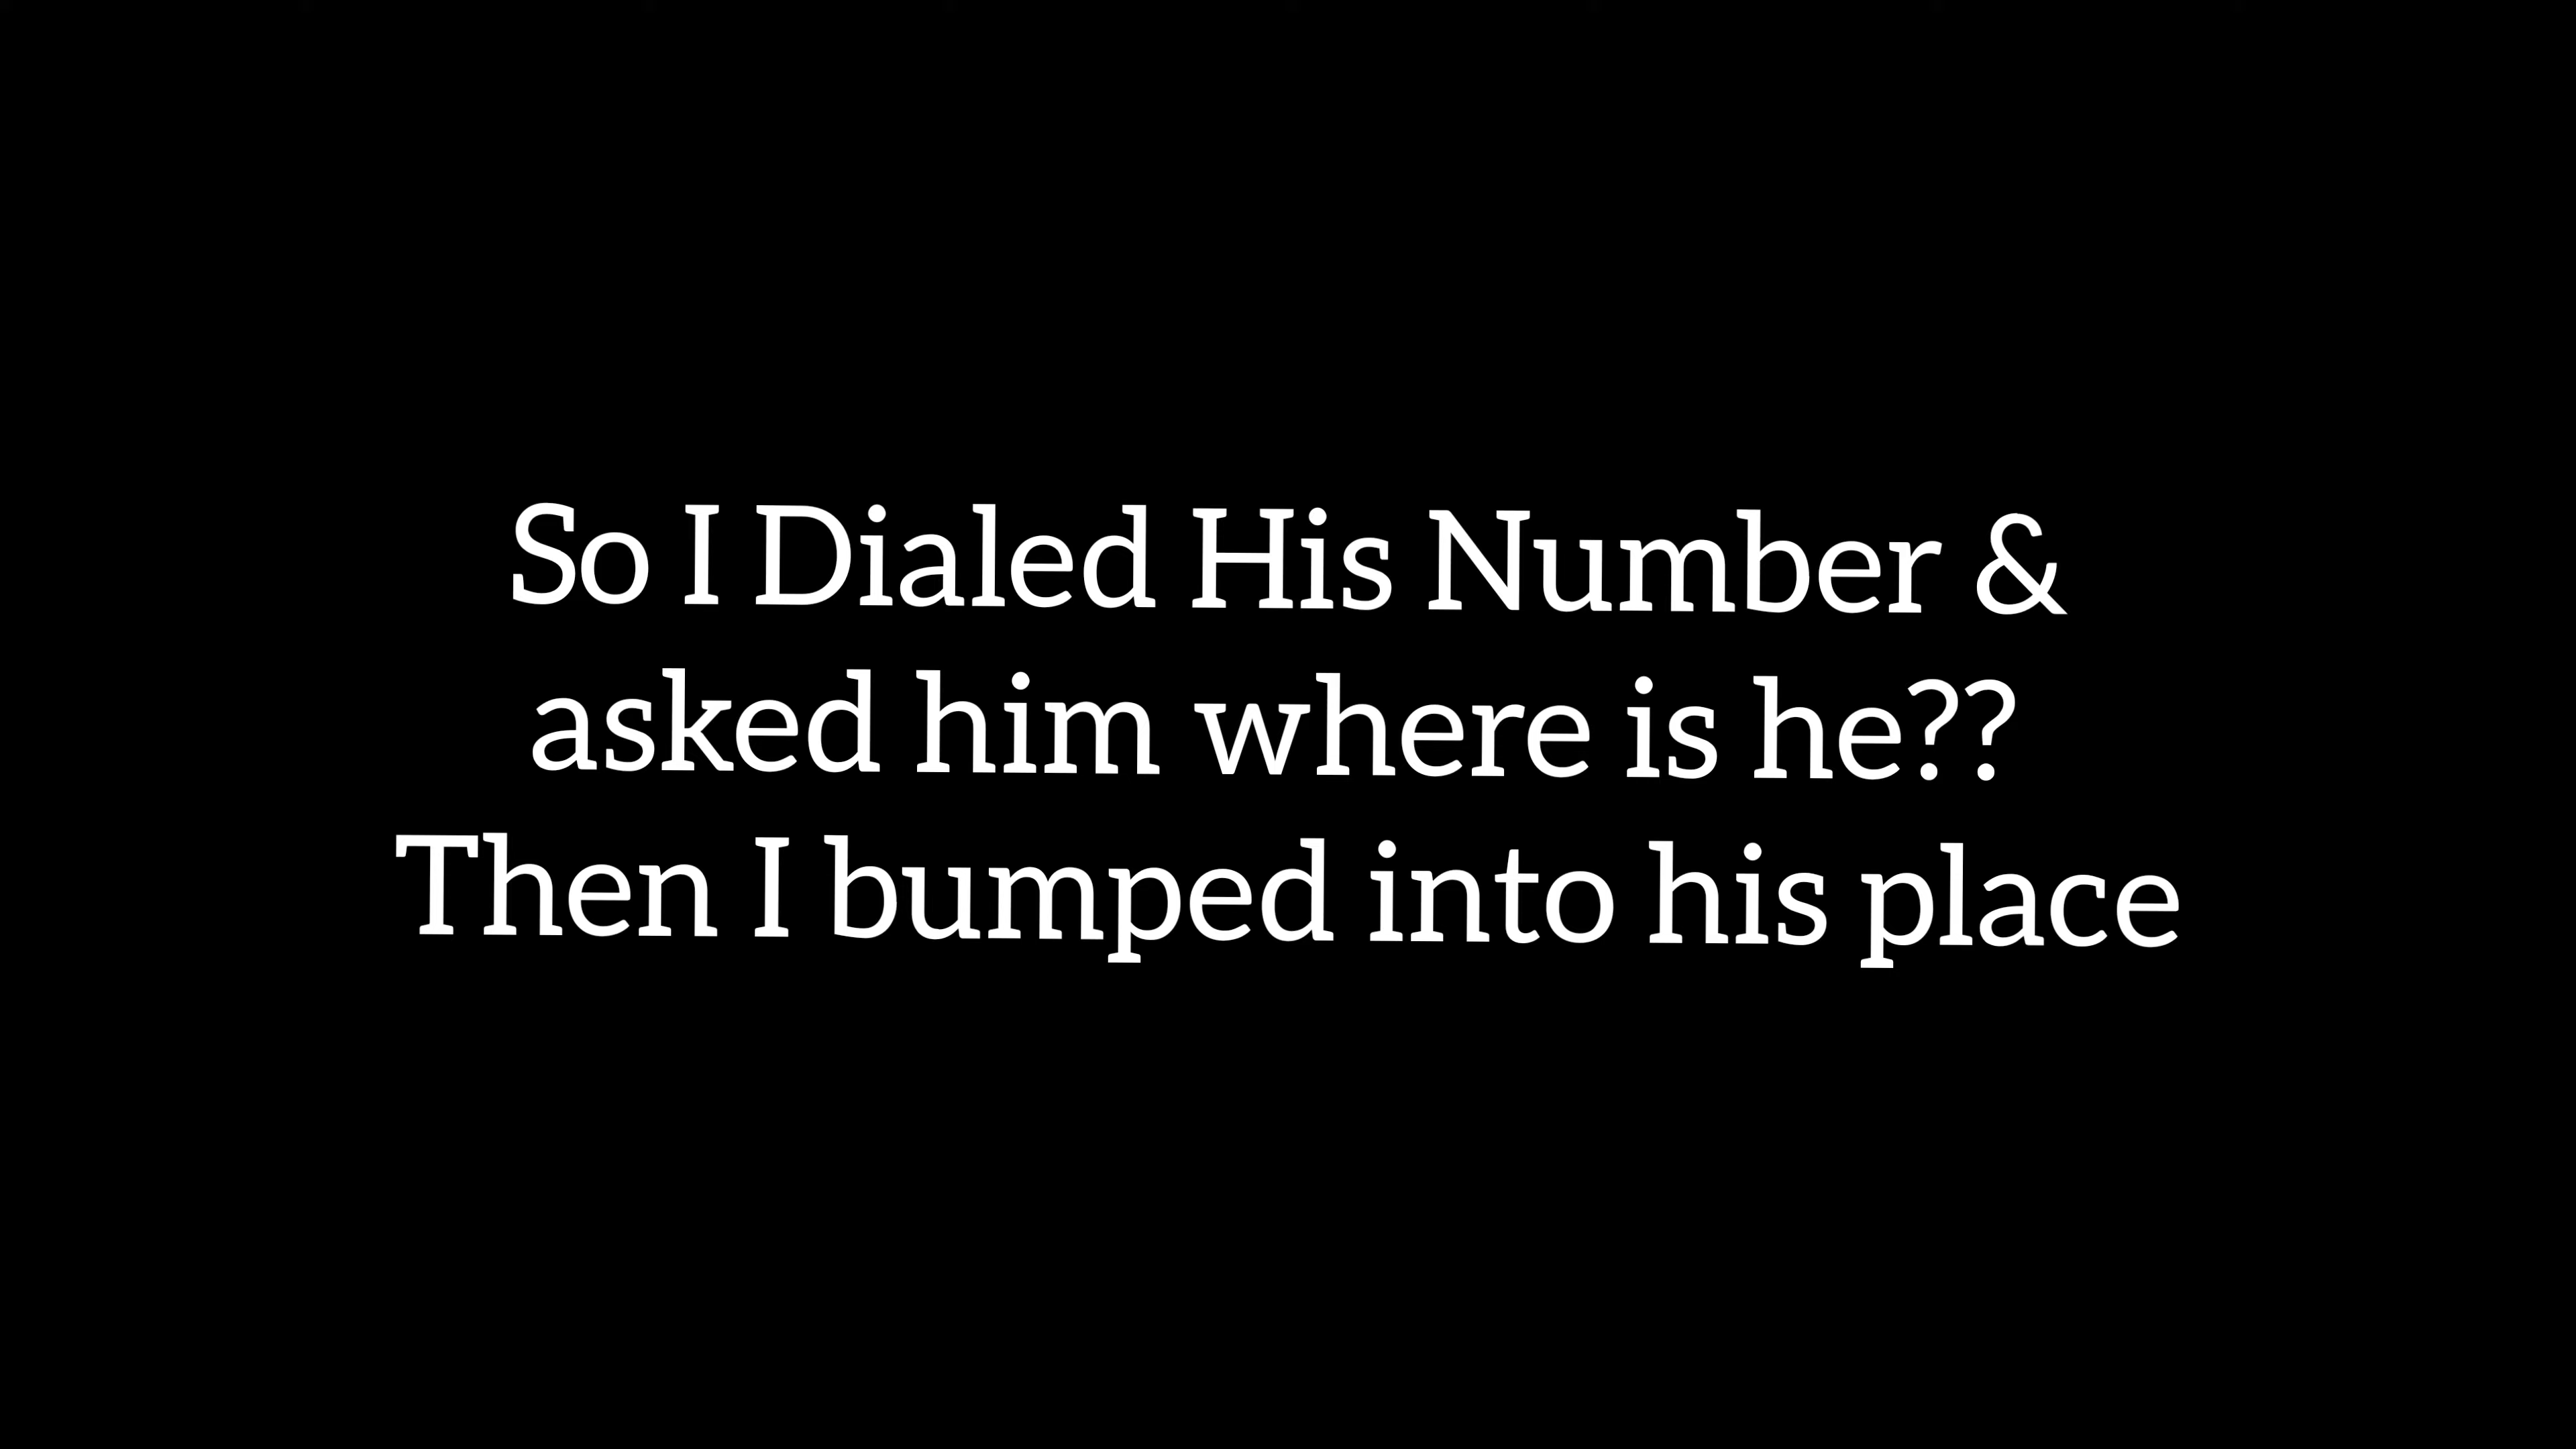 So I Dialed His Number &
asked him where is he??
Then I bumped into his place